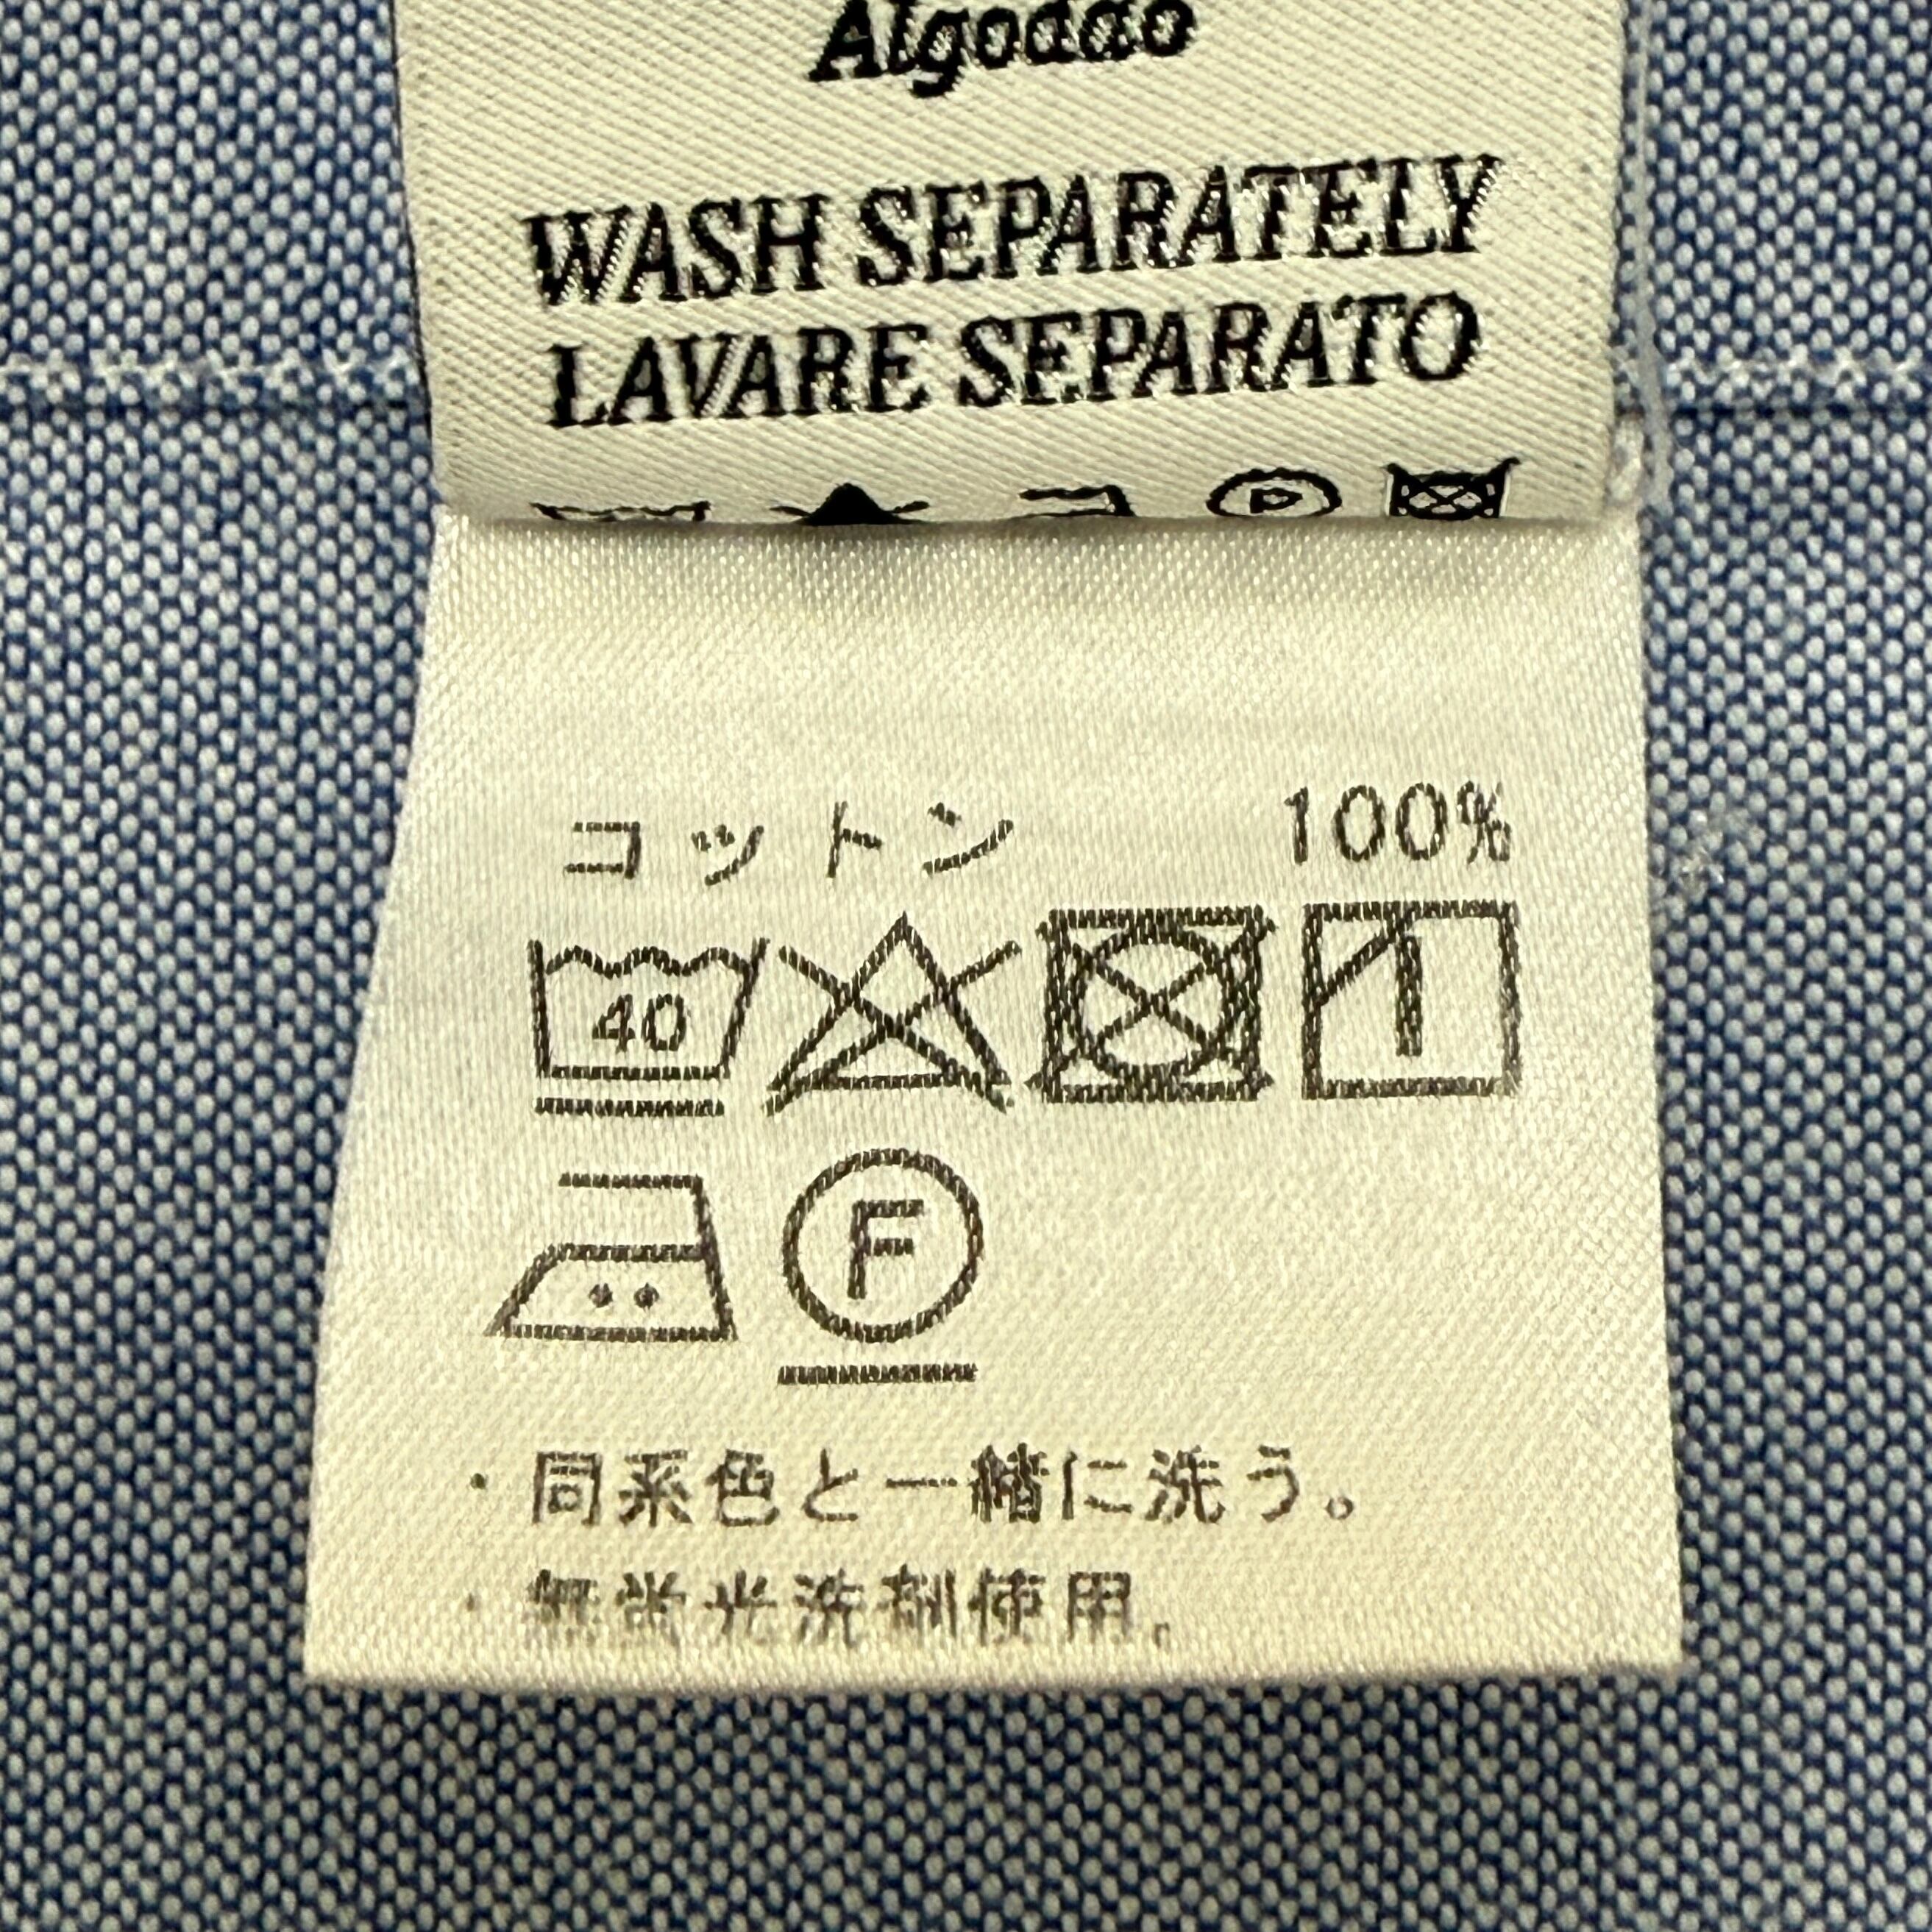 Algodão
WASH SEPARATELY
LAVARE SEPARATO
P
コットン 100%
40
F
・同系色と一緒に洗う。
・無蛍光洗剤使用。